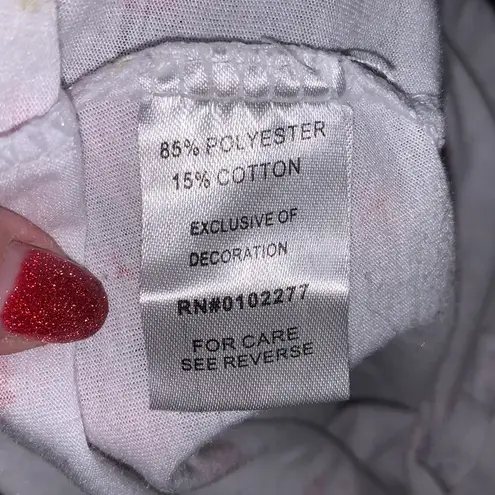 85% POLYESTER
15% COTTON
EXCLUSIVE OF
DECORATION
RN#0102277
FOR CARE
SEE REVERSE